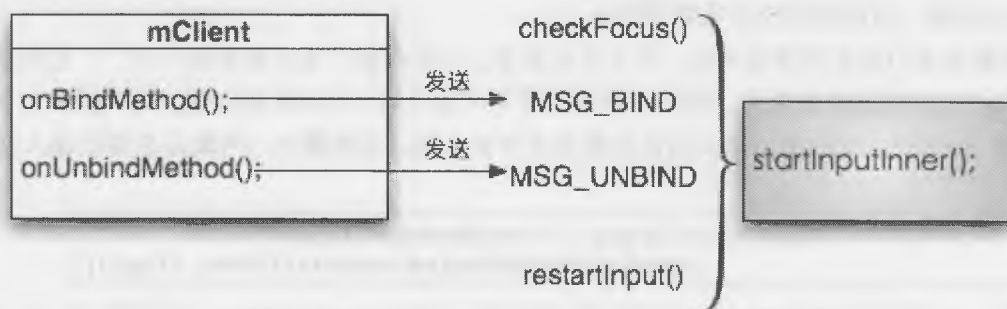 mClient
onBindMethod();
onUnbindMethod();
发送
发送
checkFocus()
MSG_BIND
MSG_UNBIND
restartInput()
startInputInner();